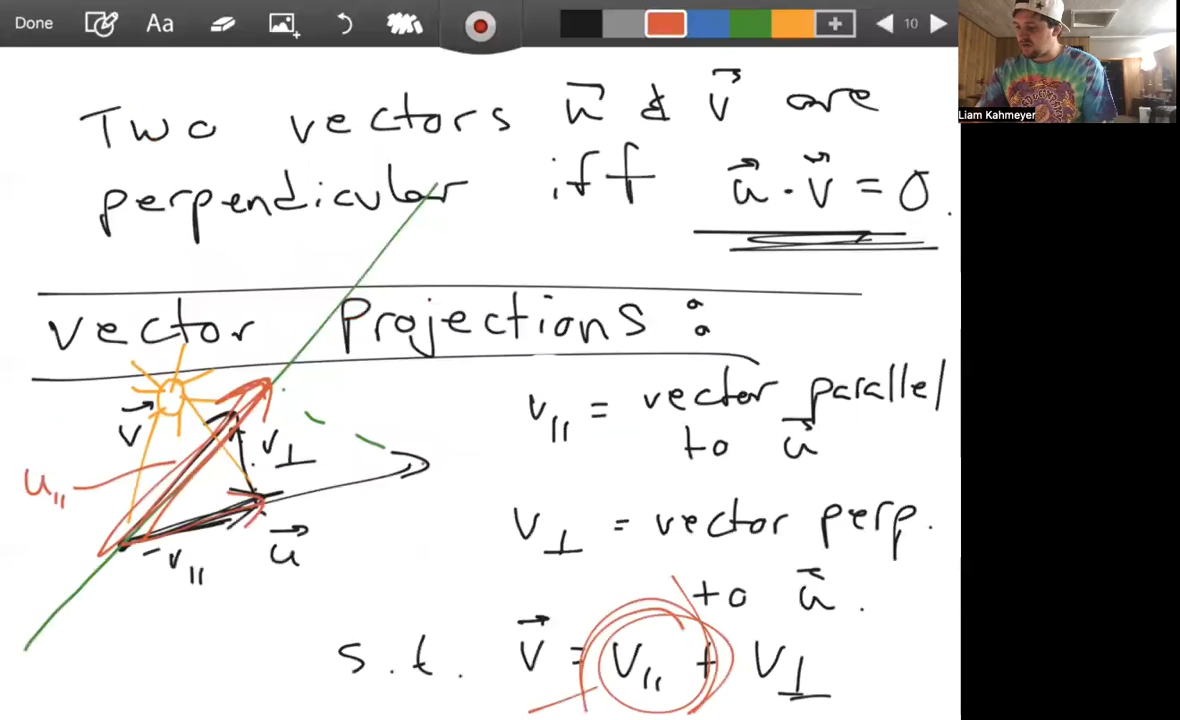 Done Aa 10
Liam Kahmeyer
Two vectors u⃗ & v⃗ are
perpendicular iff u⃗ · v⃗ = 0.
Vector Projections:
v∥ = vector parallel
to u⃗
v⊥ = vector perp.
to u⃗.
s.t. v⃗ = v∥ + v⊥
v⃗
v⊥
u∥
v∥
u⃗